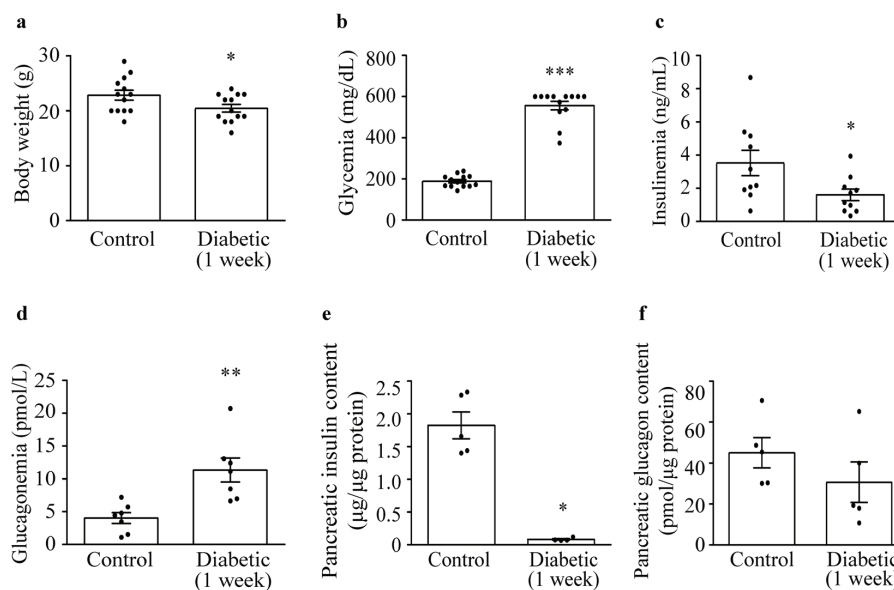 a
Body weight (g)
30
20
10
0
*
Control
Diabetic
(1 week)
b
Glycemia (mg/dL)
800
600
400
200
0
***
Control
Diabetic
(1 week)
c
Insulinemia (ng/mL)
10
8
6
4
2
0
*
Control
Diabetic
(1 week)
d
Glucagonemia (pmol/L)
25
20
15
10
5
0
**
Control
Diabetic
(1 week)
e
Pancreatic insulin content
(μg/μg protein)
2.5
2.0
1.5
1.0
0.5
0
*
Control
Diabetic
(1 week)
f
Pancreatic glucagon content
(pmol/μg protein)
80
60
40
20
0
Control
Diabetic
(1 week)